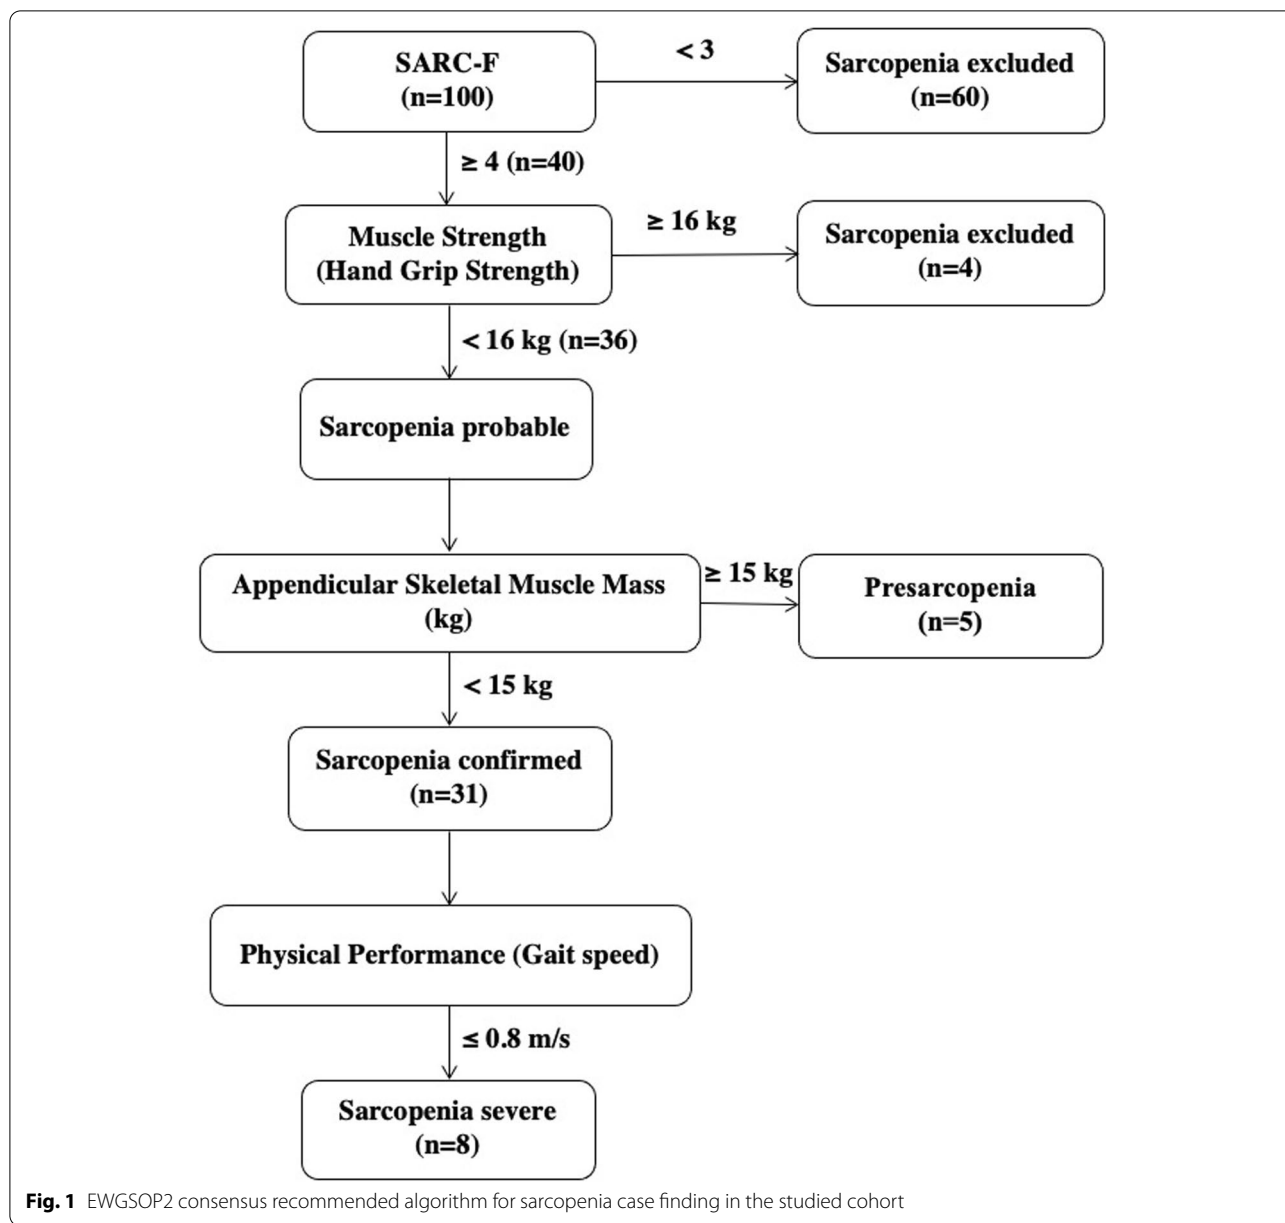 SARC-F
(n=100)
< 3
Sarcopenia excluded
(n=60)
≥ 4 (n=40)
Muscle Strength
(Hand Grip Strength)
≥ 16 kg
Sarcopenia excluded
(n=4)
< 16 kg (n=36)
Sarcopenia probable
Appendicular Skeletal Muscle Mass
(kg)
≥ 15 kg
Presarcopenia
(n=5)
< 15 kg
Sarcopenia confirmed
(n=31)
Physical Performance (Gait speed)
≤ 0.8 m/s
Sarcopenia severe
(n=8)
Fig. 1 EWGSOP2 consensus recommended algorithm for sarcopenia case finding in the studied cohort